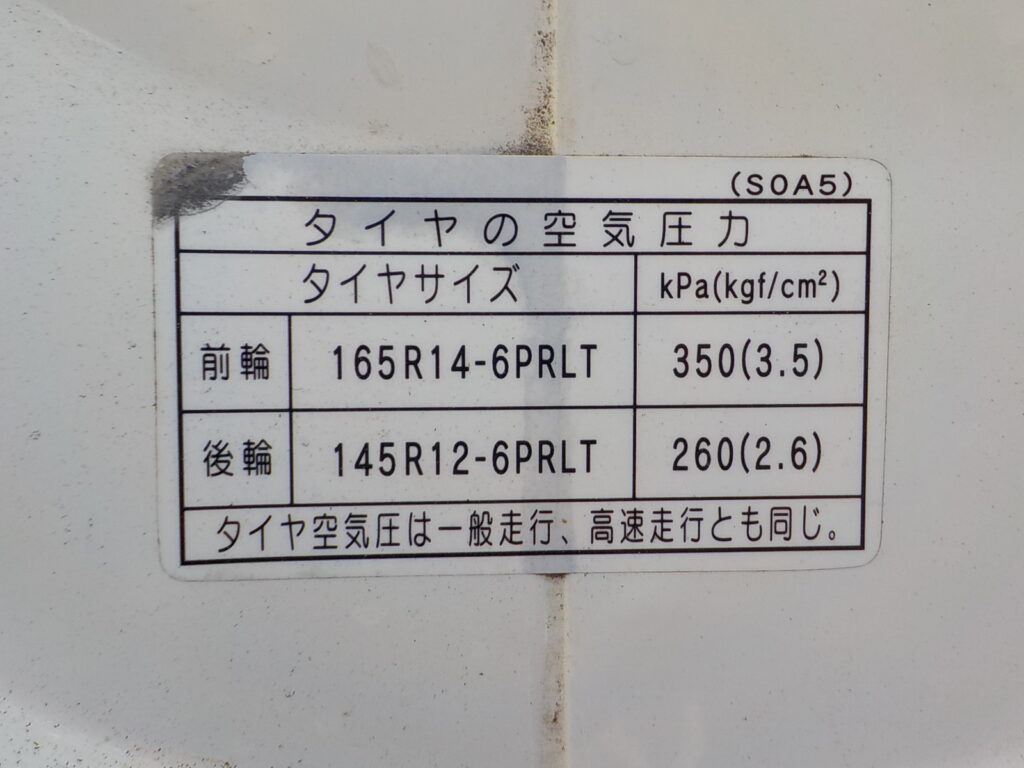 (S0A5)
タイヤの空気圧力
タイヤサイズ kPa(kgf/cm²)
前輪 165R14-6PRLT 350(3.5)
後輪 145R12-6PRLT 260(2.6)
タイヤ空気圧は一般走行、高速走行とも同じ。